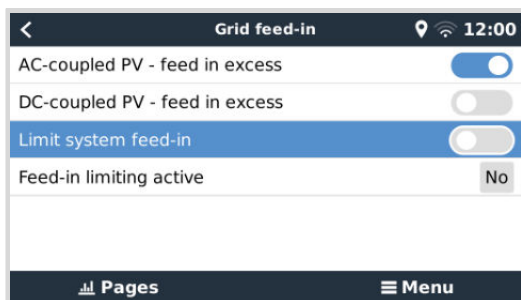 Grid feed-in 12:00
AC-coupled PV - feed in excess
DC-coupled PV - feed in excess
Limit system feed-in
Feed-in limiting active No
Pages Menu